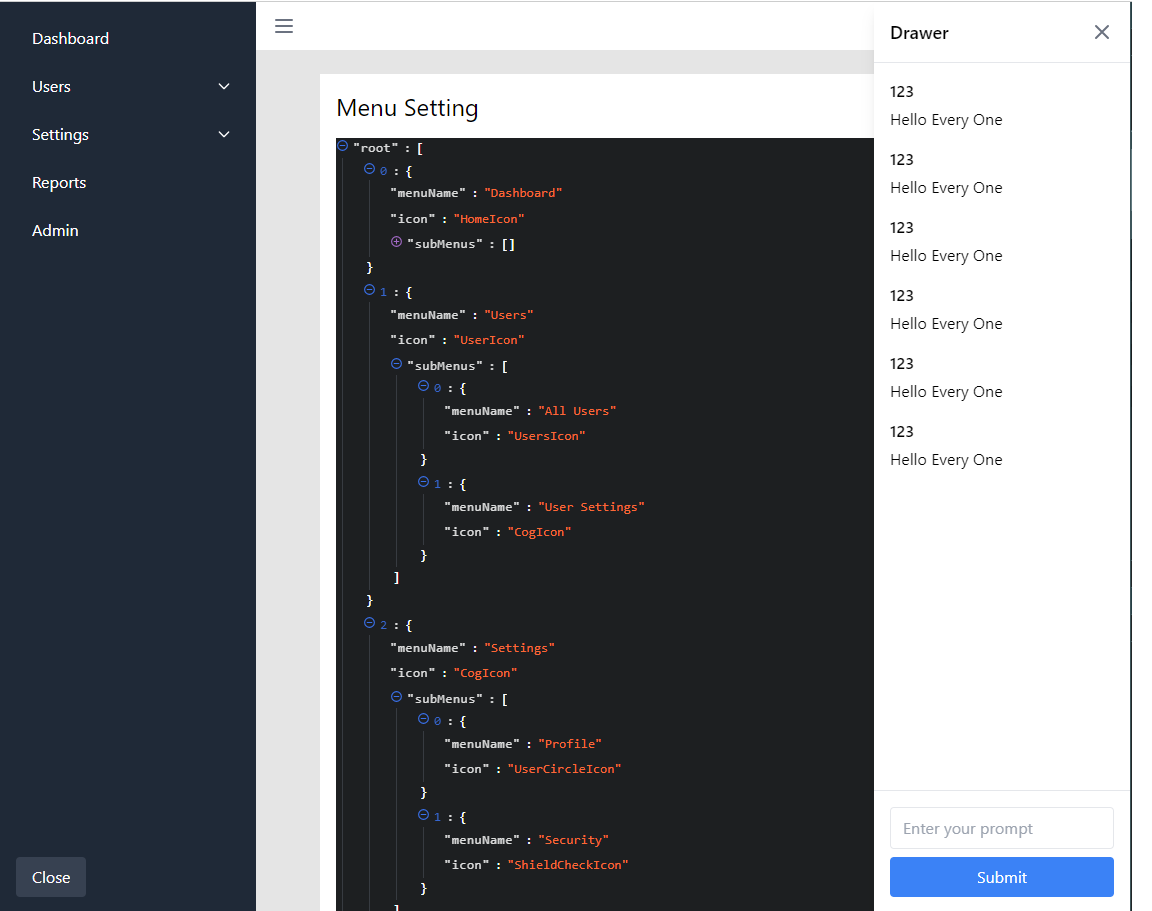 Dashboard
Users
Settings
Reports
Admin
Close
Menu Setting
"root" : [
0 : {
"menuName" : "Dashboard"
"icon" : "HomeIcon"
"subMenus" : []
}
1 : {
"menuName" : "Users"
"icon" : "UserIcon"
"subMenus" : [
0 : {
"menuName" : "All Users"
"icon" : "UsersIcon"
}
1 : {
"menuName" : "User Settings"
"icon" : "CogIcon"
}
]
}
2 : {
"menuName" : "Settings"
"icon" : "CogIcon"
"subMenus" : [
0 : {
"menuName" : "Profile"
"icon" : "UserCircleIcon"
}
1 : {
"menuName" : "Security"
"icon" : "ShieldCheckIcon"
}
]
Drawer
123
Hello Every One
123
Hello Every One
123
Hello Every One
123
Hello Every One
123
Hello Every One
123
Hello Every One
Enter your prompt
Submit